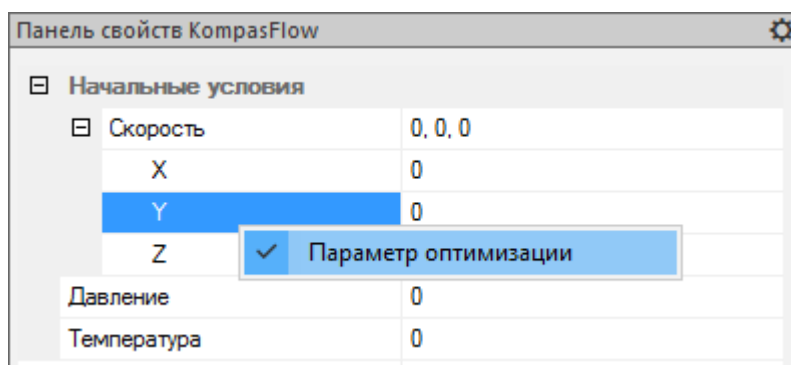 Панель свойств KompasFlow
Начальные условия
Скорость 0, 0, 0
X 0
Y 0
Z
Параметр оптимизации
Давление 0
Температура 0